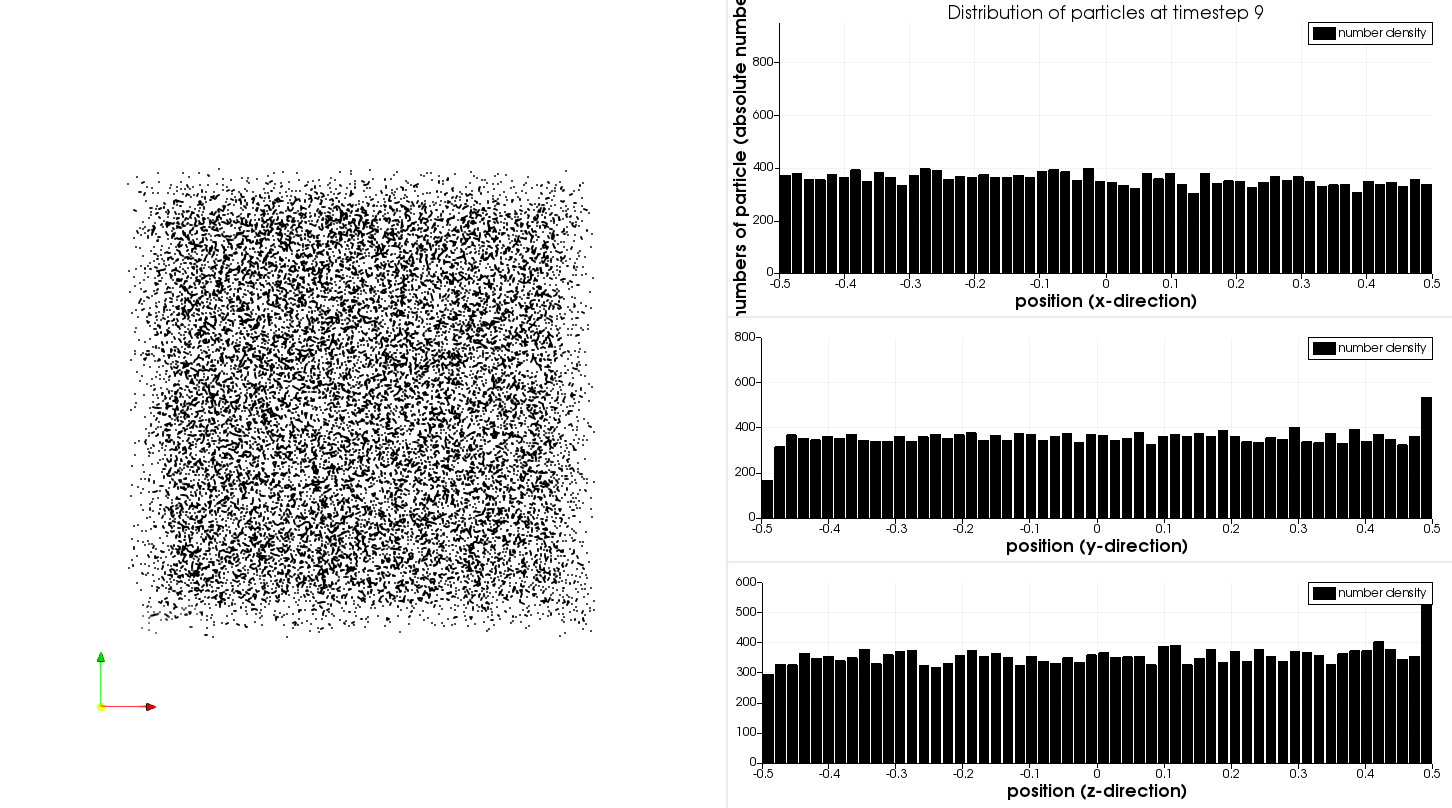 Distribution of particles at timestep 9
number density
numbers of particle (absolute numbe
800
600
400
200
0
-0.5 -0.4 -0.3 -0.2 -0.1 0 0.1 0.2 0.3 0.4 0.5
position (x-direction)
number density
800
600
400
200
0
-0.5 -0.4 -0.3 -0.2 -0.1 0 0.1 0.2 0.3 0.4 0.5
position (y-direction)
number density
600
500
400
300
200
100
0
-0.5 -0.4 -0.3 -0.2 -0.1 0 0.1 0.2 0.3 0.4 0.5
position (z-direction)